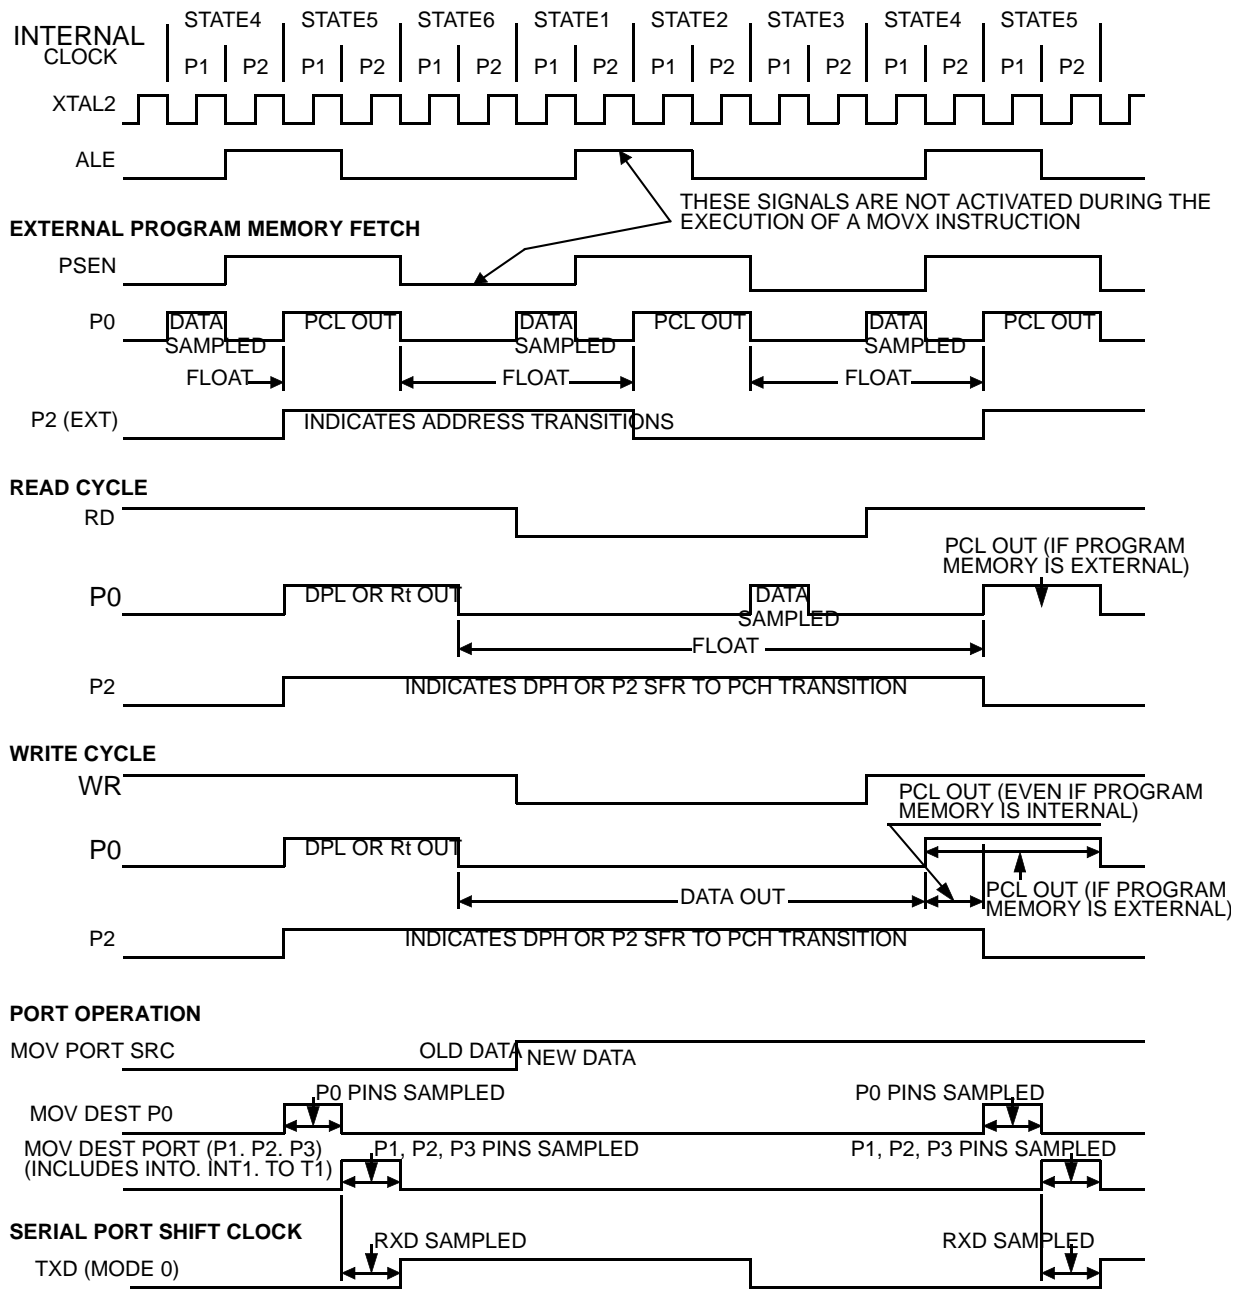 INTERNAL
CLOCK
STATE4 STATE5 STATE6 STATE1 STATE2 STATE3 STATE4 STATE5
P1 P2 P1 P2 P1 P2 P1 P2 P1 P2 P1 P2 P1 P2 P1 P2
XTAL2
ALE
THESE SIGNALS ARE NOT ACTIVATED DURING THE
EXECUTION OF A MOVX INSTRUCTION
EXTERNAL PROGRAM MEMORY FETCH
PSEN
P0
DATA
SAMPLED
PCL OUT
DATA
SAMPLED
PCL OUT
DATA
SAMPLED
PCL OUT
FLOAT FLOAT FLOAT
P2 (EXT)
INDICATES ADDRESS TRANSITIONS
READ CYCLE
RD
PCL OUT (IF PROGRAM
MEMORY IS EXTERNAL)
P0
DPL OR Rt OUT
DATA
SAMPLED
FLOAT
P2
INDICATES DPH OR P2 SFR TO PCH TRANSITION
WRITE CYCLE
WR
PCL OUT (EVEN IF PROGRAM
MEMORY IS INTERNAL)
P0
DPL OR Rt OUT
DATA OUT
PCL OUT (IF PROGRAM
MEMORY IS EXTERNAL)
P2
INDICATES DPH OR P2 SFR TO PCH TRANSITION
PORT OPERATION
MOV PORT SRC
OLD DATA
NEW DATA
P0 PINS SAMPLED
P0 PINS SAMPLED
MOV DEST P0
MOV DEST PORT (P1. P2. P3)
(INCLUDES INTO. INT1. TO T1)
P1, P2, P3 PINS SAMPLED
P1, P2, P3 PINS SAMPLED
SERIAL PORT SHIFT CLOCK
RXD SAMPLED
RXD SAMPLED
TXD (MODE 0)